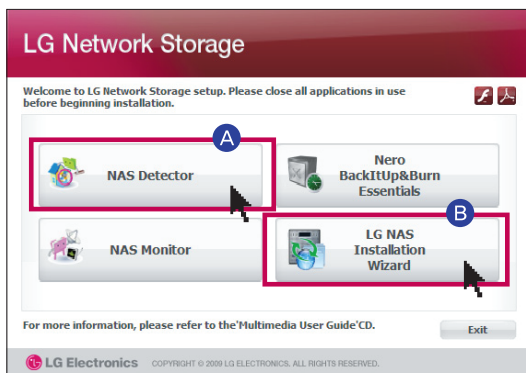 LG Network Storage
Welcome to LG Network Storage setup. Please close all applications in use
before beginning installation.
A
NAS Detector
Nero
BackItUp&Burn
Essentials
B
NAS Monitor
LG NAS
Installation
Wizard
For more information, please refer to the'Multimedia User Guide'CD.
Exit
LG Electronics COPYRIGHT © 2009 LG ELECTRONICS. ALL RIGHTS RESERVED.